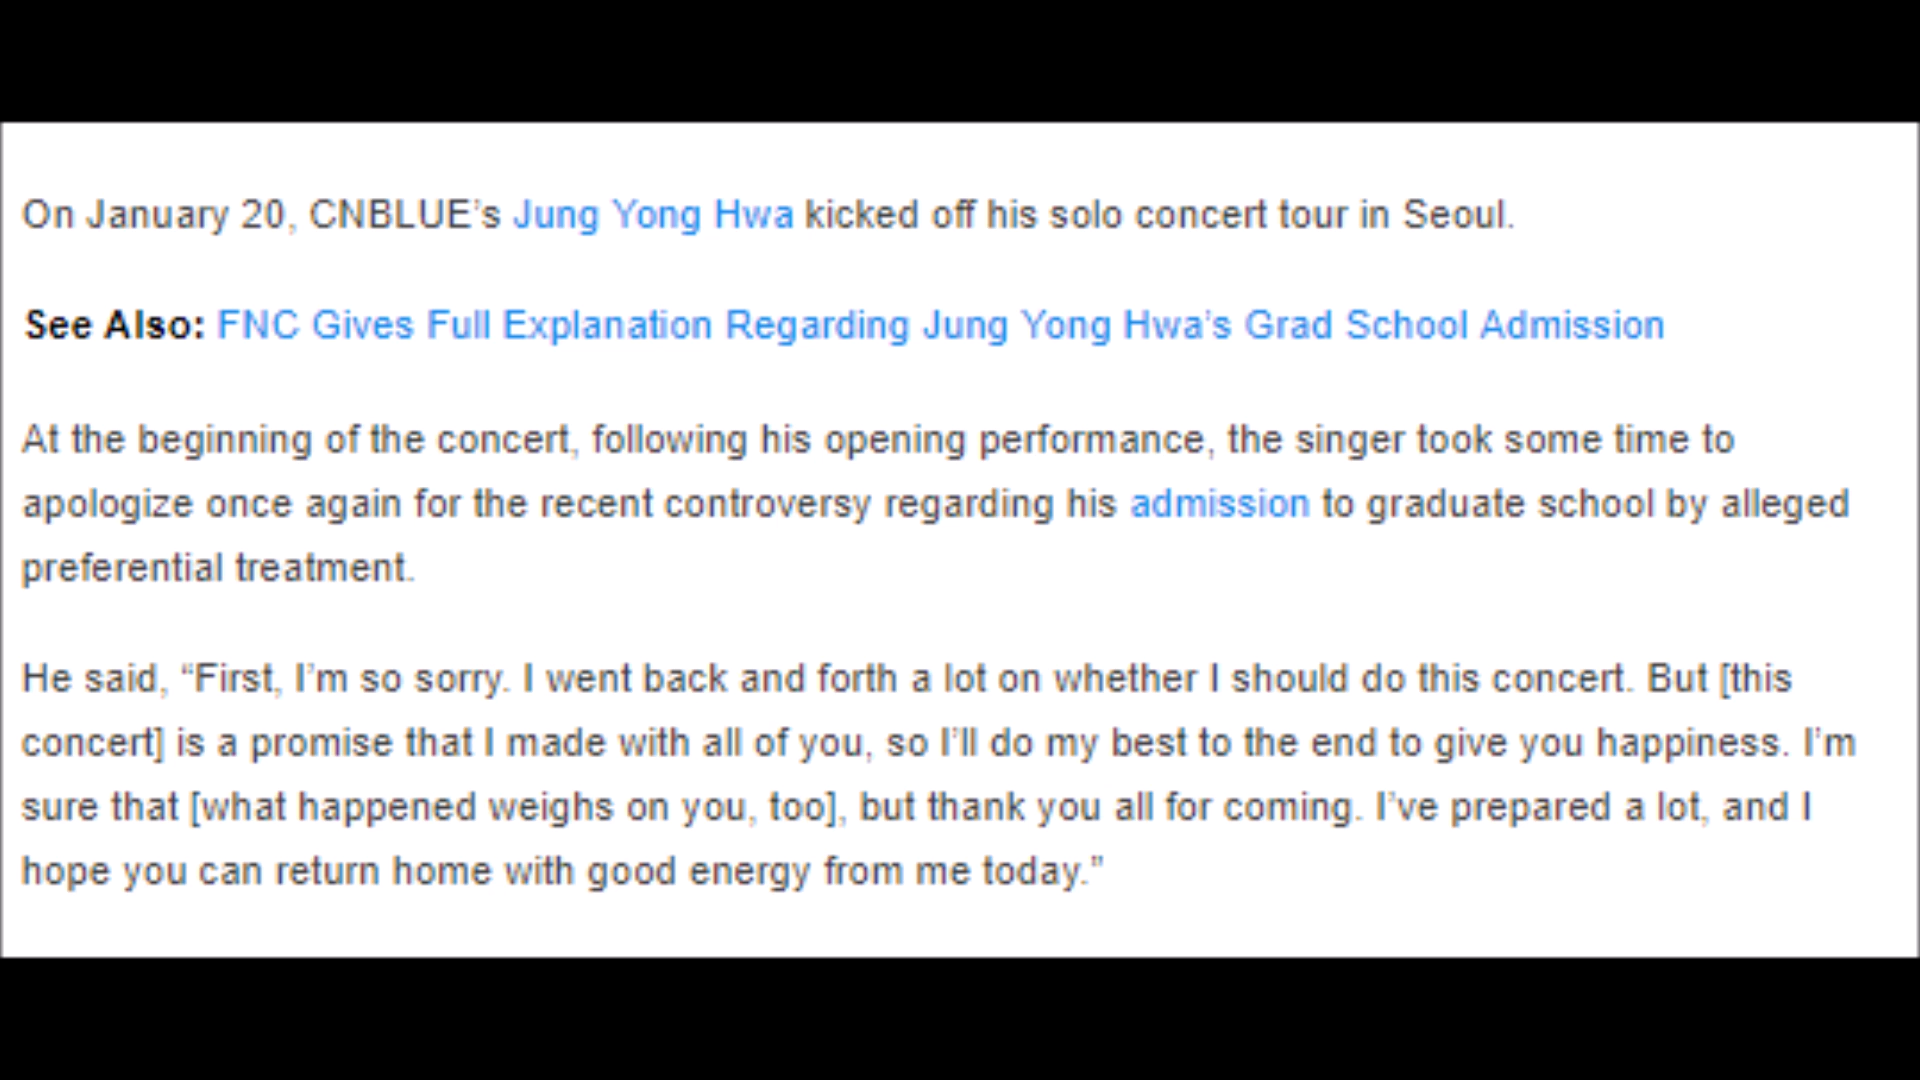 On January 20, CNBLUE’s Jung Yong Hwa kicked off his solo concert tour in Seoul.
See Also: FNC Gives Full Explanation Regarding Jung Yong Hwa’s Grad School Admission
At the beginning of the concert, following his opening performance, the singer took some time to
apologize once again for the recent controversy regarding his admission to graduate school by alleged
preferential treatment.
He said, “First, I’m so sorry. I went back and forth a lot on whether I should do this concert. But [this
concert] is a promise that I made with all of you, so I’ll do my best to the end to give you happiness. I’m
sure that [what happened weighs on you, too], but thank you all for coming. I’ve prepared a lot, and I
hope you can return home with good energy from me today.”